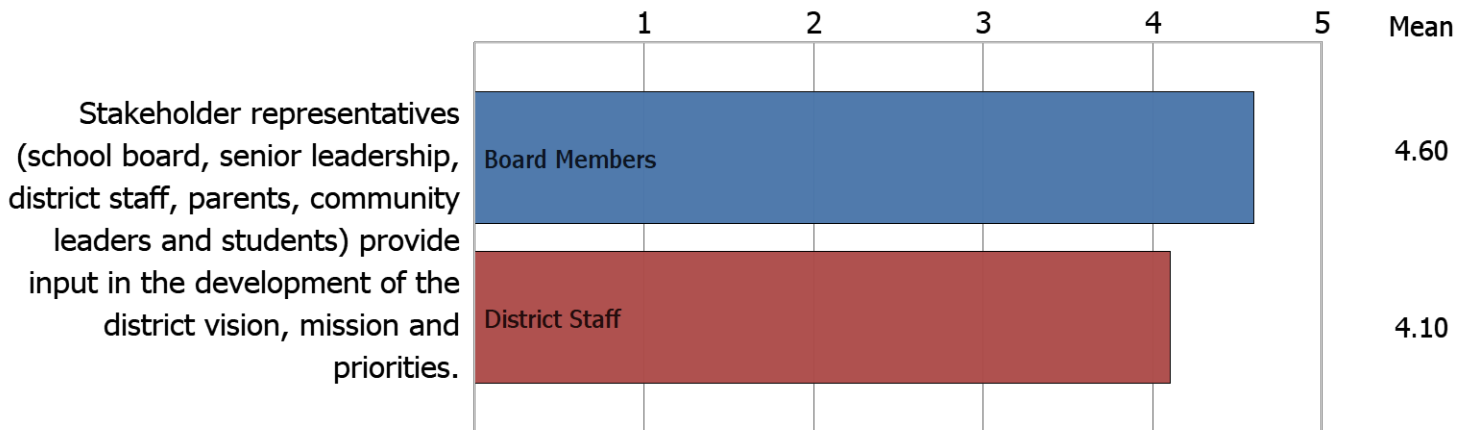 1 2 3 4 5 Mean
Stakeholder representatives
(school board, senior leadership,
district staff, parents, community
leaders and students) provide
input in the development of the
district vision, mission and
priorities.
Board Members
4.60
District Staff
4.10